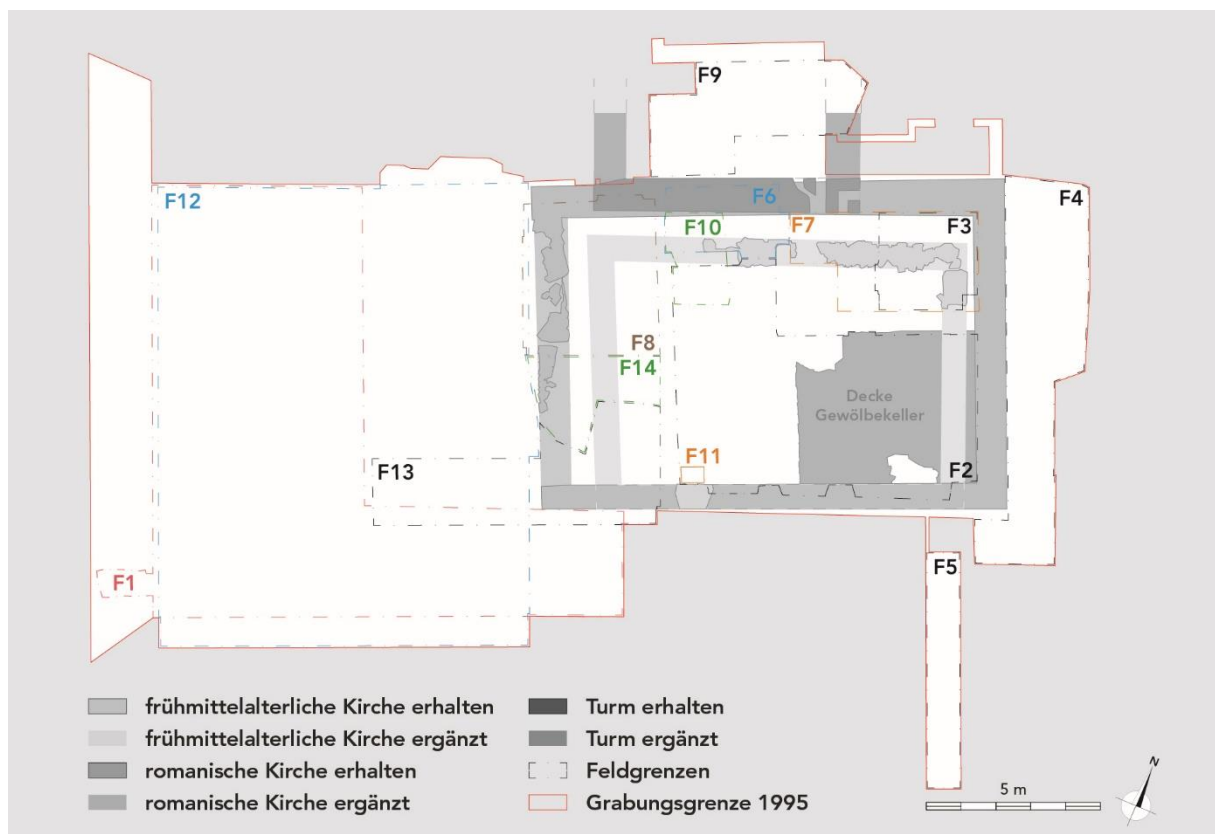 F9
F12
F6
F4
F10
F7
F3
F8
F14
Decke
Gewölbekeller
F11
F13
F2
F1
F5
frühmittelalterliche Kirche erhalten
frühmittelalterliche Kirche ergänzt
romanische Kirche erhalten
romanische Kirche ergänzt
Turm erhalten
Turm ergänzt
Feldgrenzen
Grabungsgrenze 1995
5 m
N